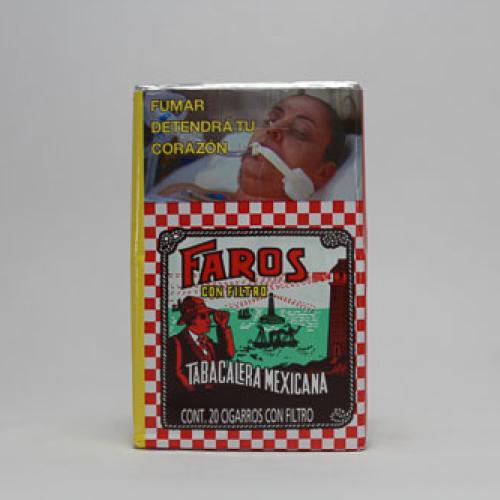 FUMAR
DETENDRÁ TU
CORAZÓN
FAROS
CON FILTRO
TABACALERA MEXICANA
CONT. 20 CIGARROS CON FILTRO